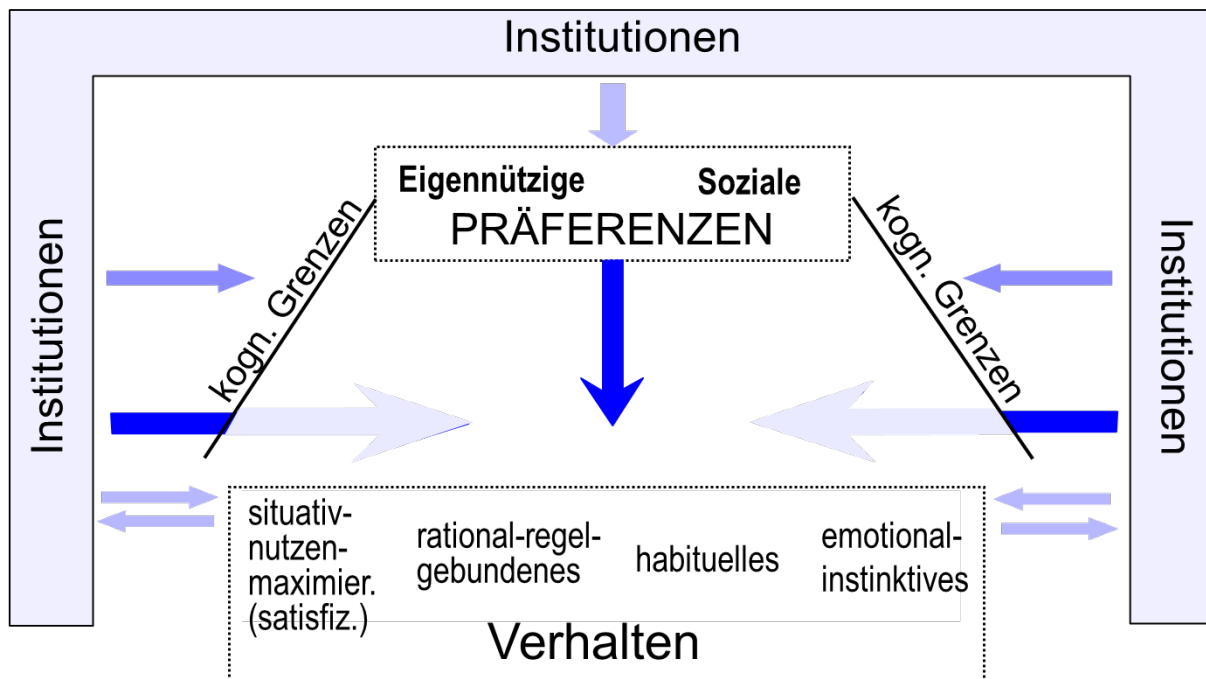 Institutionen
Institutionen
Eigennützige Soziale
PRÄFERENZEN
kogn. Grenzen
kogn. Grenzen
Institutionen
situativ-
nutzen-
maximier.
(satisfiz.)
rational-regel-
gebundenes
habituelles
emotional-
instinktives
Verhalten